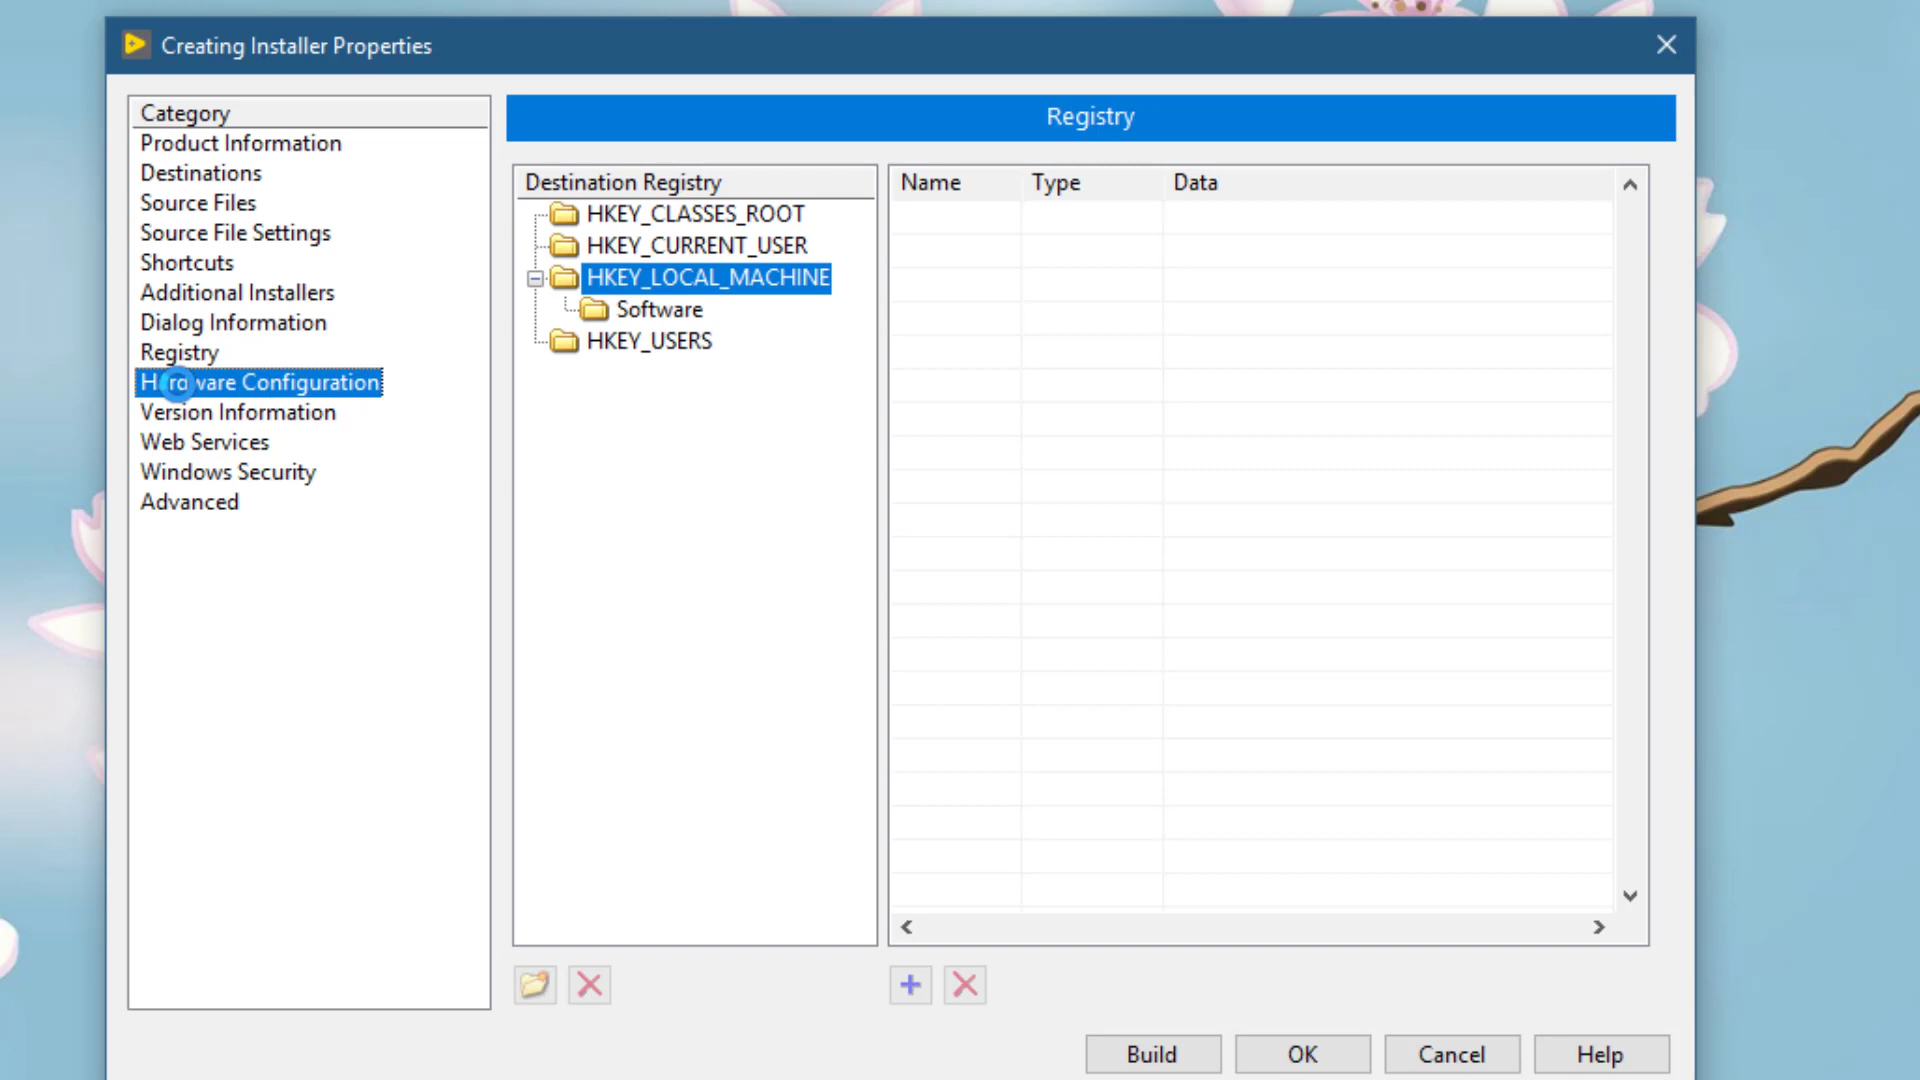 Creating Installer Properties
Category
Product Information
Destinations
Source Files
Source File Settings
Shortcuts
Additional Installers
Dialog Information
Registry
Hardware Configuration
Version Information
Web Services
Windows Security
Advanced
Registry
Destination Registry
HKEY_CLASSES_ROOT
HKEY_CURRENT_USER
HKEY_LOCAL_MACHINE
Software
HKEY_USERS
Name Type Data
Build OK Cancel Help